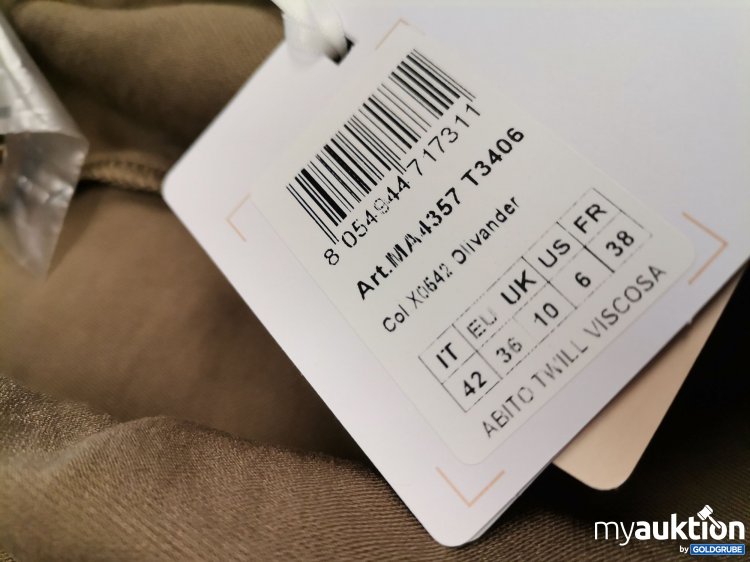 8 054944 717311
Art.MA4357 T3406
Col X0642 Olivander
IT EU UK US FR
42 36 10 6 38
ABITO TWILL VISCOSA
myauktion
by GOLDGRUBE